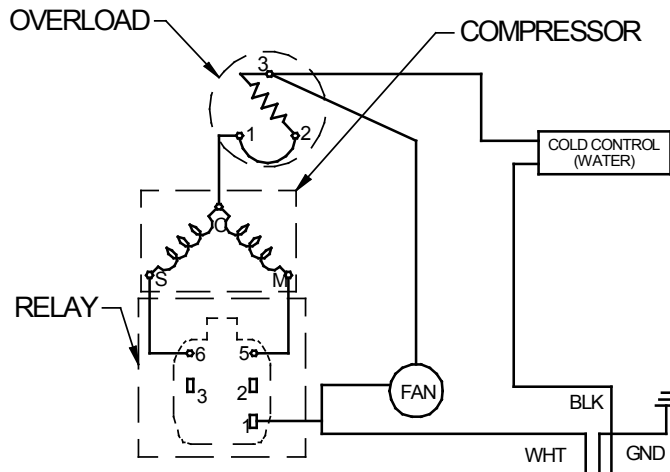 OVERLOAD
COMPRESSOR
3
1
2
COLD CONTROL
(WATER)
C
S
M
RELAY
6
5
3
2
1
FAN
BLK
WHT
GND